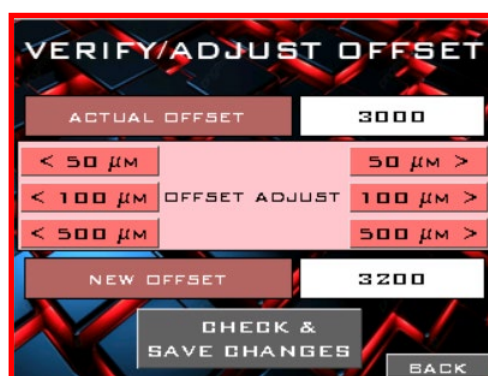 VERIFY/ADJUST OFFSET
ACTUAL OFFSET 3000
< 50 µM 50 µM >
< 100 µM OFFSET ADJUST 100 µM >
< 500 µM 500 µM >
NEW OFFSET 3200
CHECK &
SAVE CHANGES
BACK